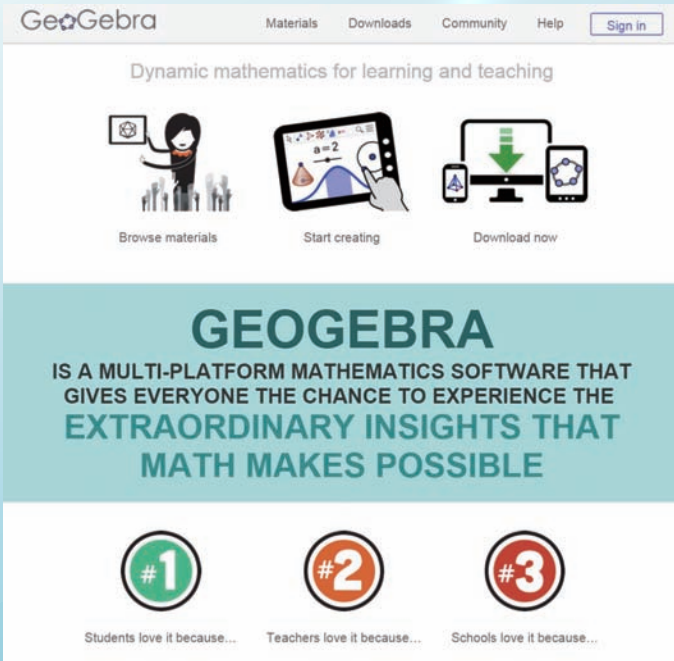 GeoGebra
Materials Downloads Community Help Sign in
Dynamic mathematics for learning and teaching
a=2
Browse materials Start creating Download now
GEOGEBRA
IS A MULTI-PLATFORM MATHEMATICS SOFTWARE THAT
GIVES EVERYONE THE CHANCE TO EXPERIENCE THE
EXTRAORDINARY INSIGHTS THAT
MATH MAKES POSSIBLE
#1 #2 #3
Students love it because... Teachers love it because... Schools love it because...